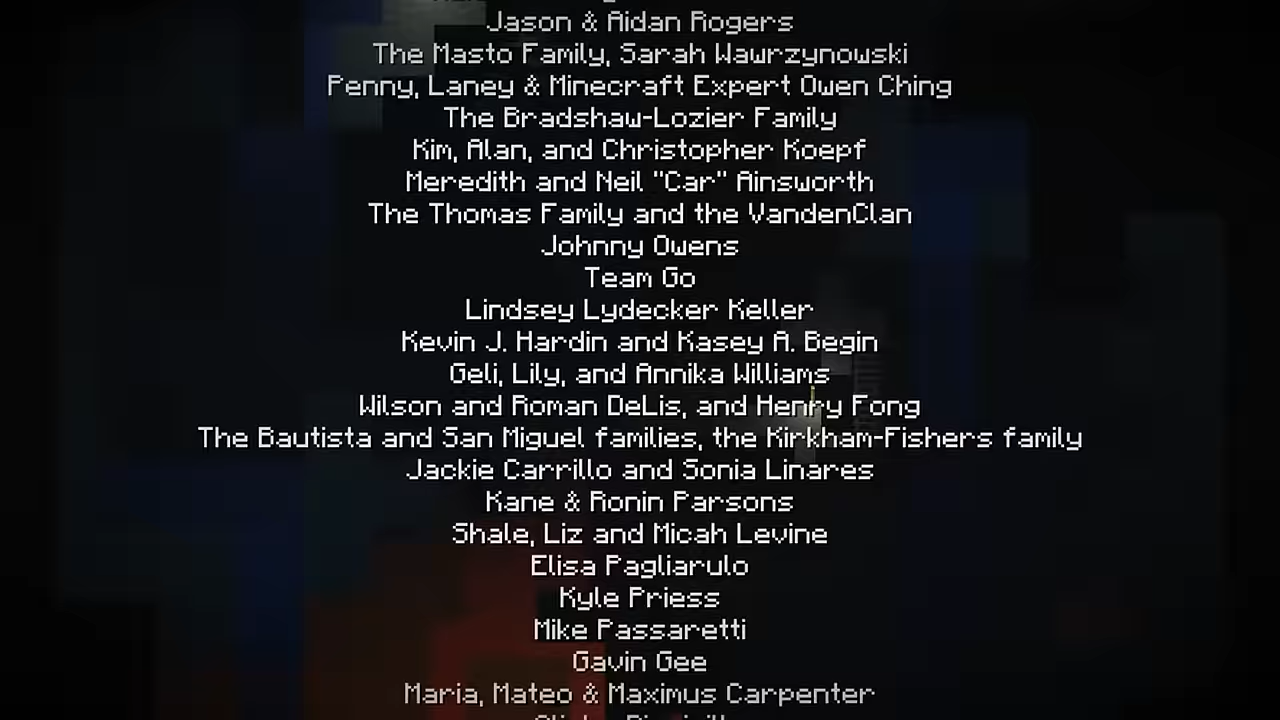 Jason & Aidan Rogers
The Masto Family, Sarah Wawrzynowski
Penny, Laney & Minecraft Expert Owen Ching
The Bradshaw-Lozier Family
Kim, Alan, and Christopher Koepf
Meredith and Neil "Car" Ainsworth
The Thomas Family and the VandenClan
Johnny Owens
Team Go
Lindsey Lydecker Keller
Kevin J. Hardin and Kasey A. Begin
Geli, Lily, and Annika Williams
Wilson and Roman DeLis, and Henry Fong
The Bautista and San Miguel families, the Kirkham-Fishers family
Jackie Carrillo and Sonia Linares
Kane & Ronin Parsons
Shale, Liz and Micah Levine
Elisa Pagliarulo
Kyle Priess
Mike Passaretti
Gavin Gee
Maria, Mateo & Maximus Carpenter